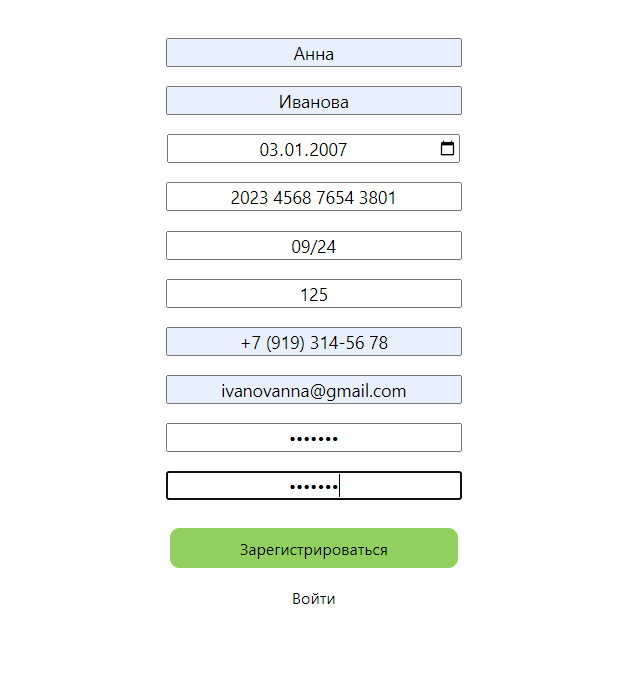 Анна
Иванова
03.01.2007
2023 4568 7654 3801
09/24
125
+7 (919) 314-56 78
ivanovanna@gmail.com
•••••••
•••••••
Зарегистрироваться
Войти